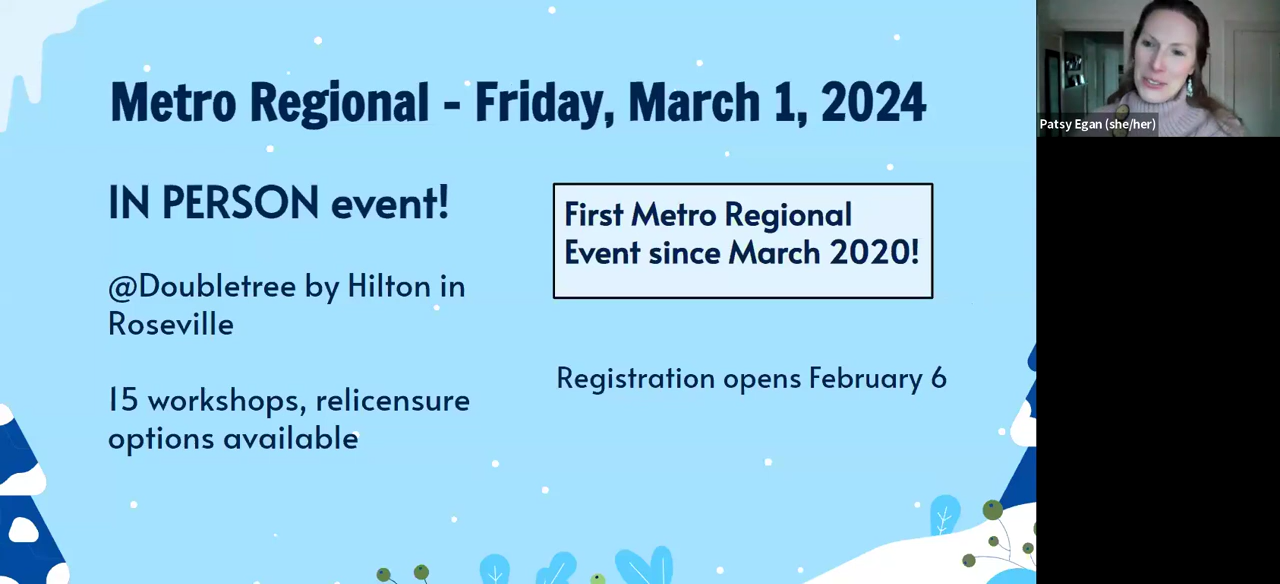 Metro Regional - Friday, March 1, 2024
IN PERSON event!
@Doubletree by Hilton in
Roseville
15 workshops, relicensure
options available
First Metro Regional
Event since March 2020!
Registration opens February 6
Patsy Egan (she/her)